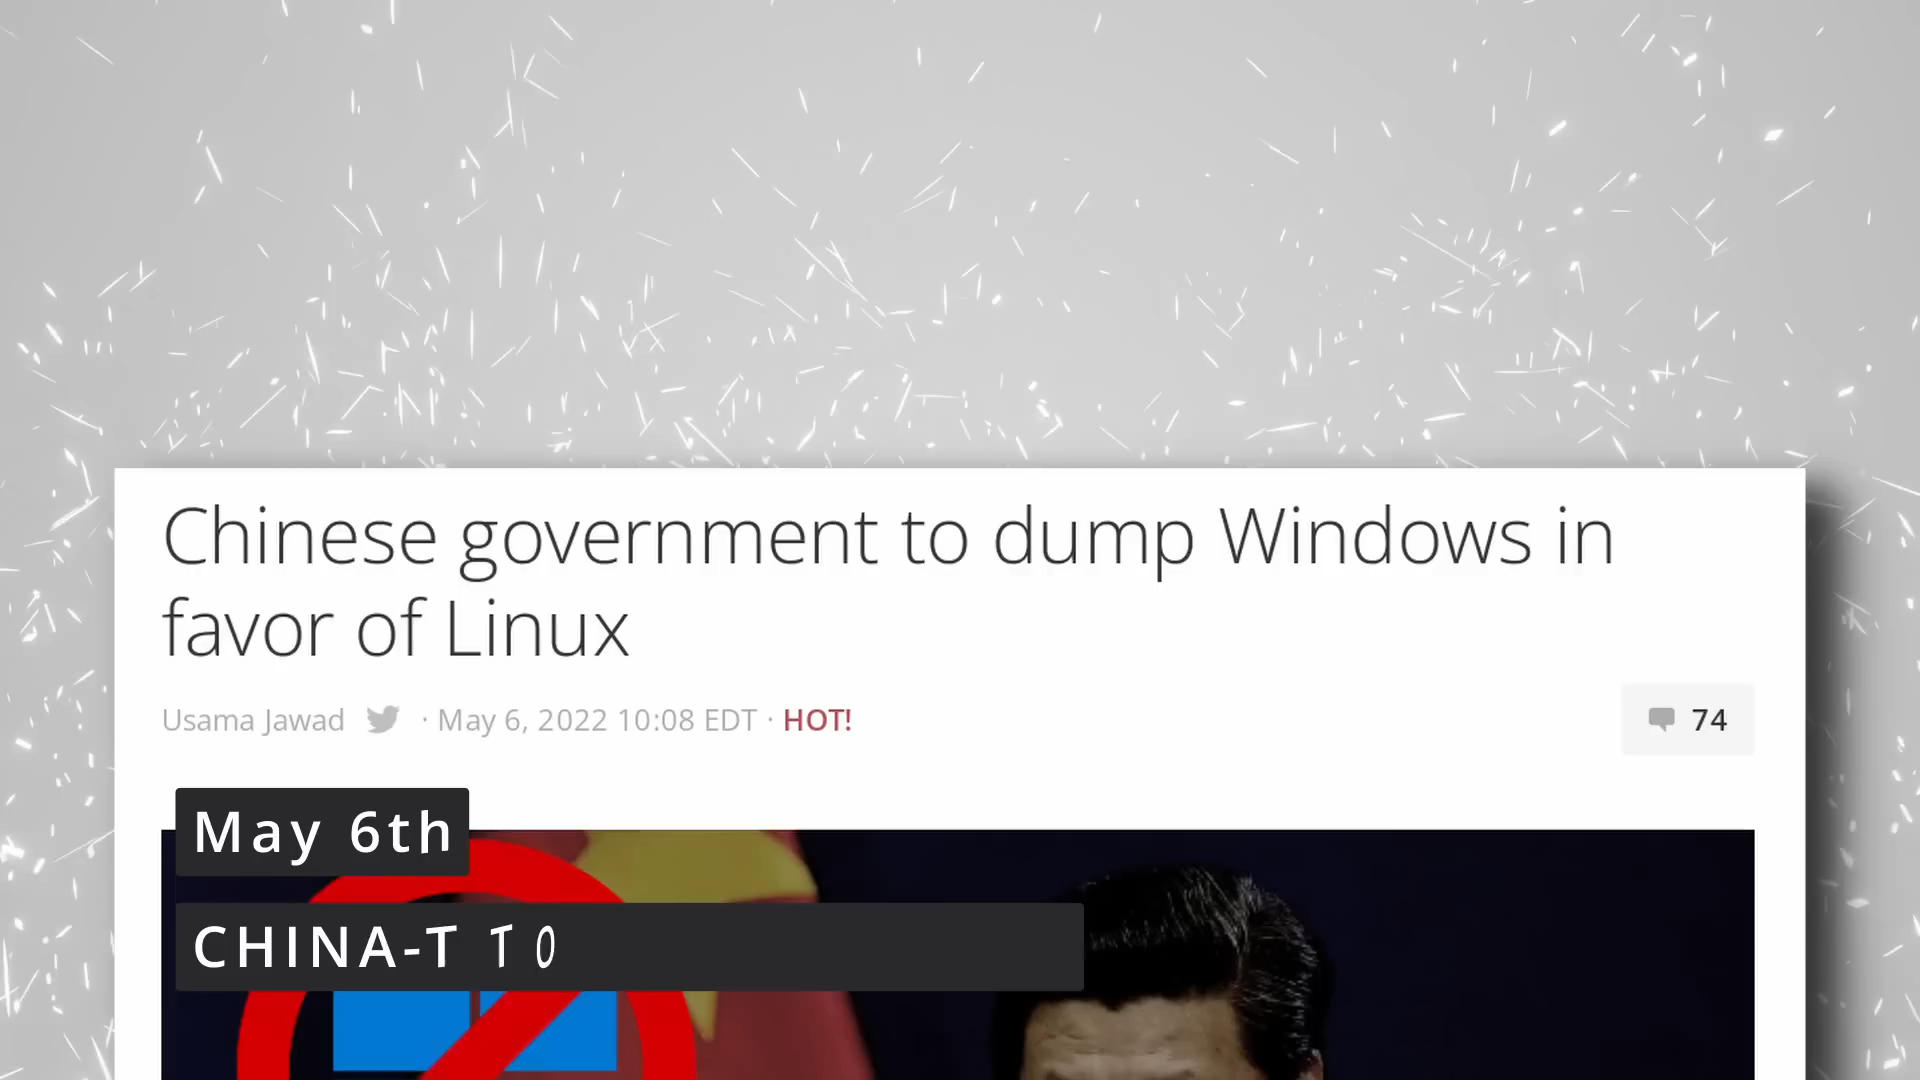 Chinese government to dump Windows in
favor of Linux
Usama Jawad · May 6, 2022 10:08 EDT · HOT!
74
May 6th
CHINA-T TO